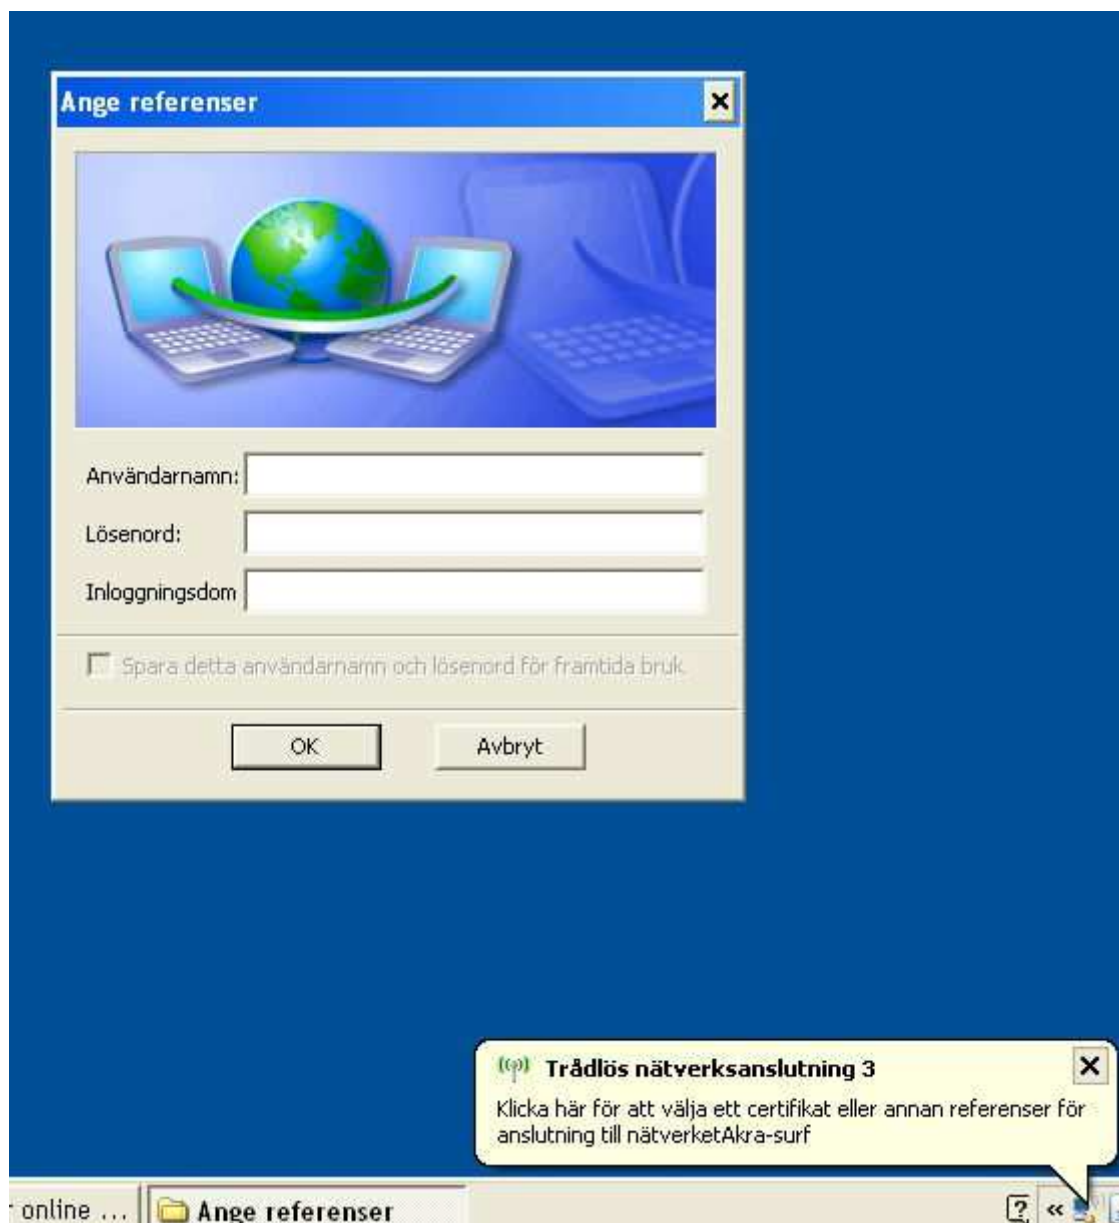 Ange referenser
Användarnamn:
Lösenord:
Inloggningsdom
Spara detta användarnamn och lösenord för framtida bruk.
OK
Avbryt
Trådlös nätverksanslutning 3
Klicka här för att välja ett certifikat eller annan referenser för
anslutning till nätverketAkra-surf
online ...
Ange referenser
?
«